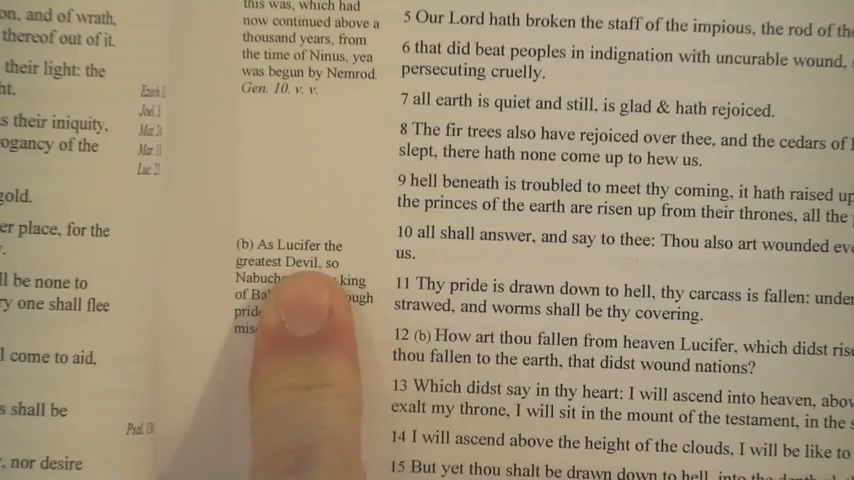 on, and of wrath,
thereof out of it.
their light: the
ht.
s their iniquity,
ogancy of the
gold.
er place, for the
ll be none to
ry one shall flee
l come to aid,
s shall be
, nor desire
Ezech
Joel. 3
Mat. 24
Mar. 13
Luc. 21
Psal. 136
this was, which had
now continued above a
thousand years, from
the time of Ninus, yea
was begun by Nemrod
Gen. 10. v. v.
(b) As Lucifer the
greatest Devil, so
king
of
5 Our Lord hath broken the staff of the impious, the rod of
6 that did beat peoples in indignation with uncurable wound,
persecuting cruelly.
7 all earth is quiet and still, is glad & hath rejoiced.
8 The fir trees also have rejoiced over thee, and the cedars of
slept, there hath none come up to hew us.
9 hell beneath is troubled to meet thy coming, it hath raised up
the princes of the earth are risen up from their thrones, all the
10 all shall answer, and say to thee: Thou also art wounded
us.
11 Thy pride is drawn down to hell, thy carcass is fallen:
strawed, and worms shall be thy covering.
12 (b) How art thou fallen from heaven Lucifer, which didst
thou fallen to the earth, that didst wound nations?
13 Which didst say in thy heart: I will ascend into heaven,
exalt my throne, I will sit in the mount of the testament, in the
14 I will ascend above the height of the clouds, I will be like to
15 But yet thou shalt be drawn down to hell, into the